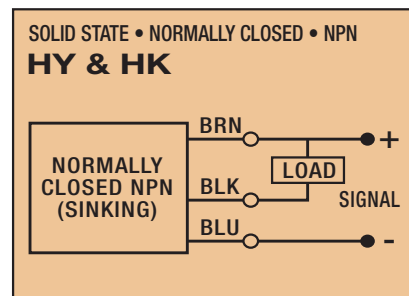 SOLID STATE • NORMALLY CLOSED • NPN
HY & HK
BRN
+
NORMALLY
CLOSED NPN
(SINKING)
LOAD
BLK
SIGNAL
BLU
-